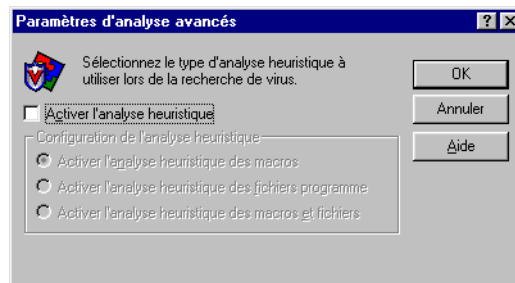 Paramètres d'analyse avancés
Sélectionnez le type d'analyse heuristique à
utiliser lors de la recherche de virus.
OK
Activer l'analyse heuristique
Annuler
Configuration de l'analyse heuristique
Aide
Activer l'analyse heuristique des macros
Activer l'analyse heuristique des fichiers programme
Activer l'analyse heuristique des macros et fichiers